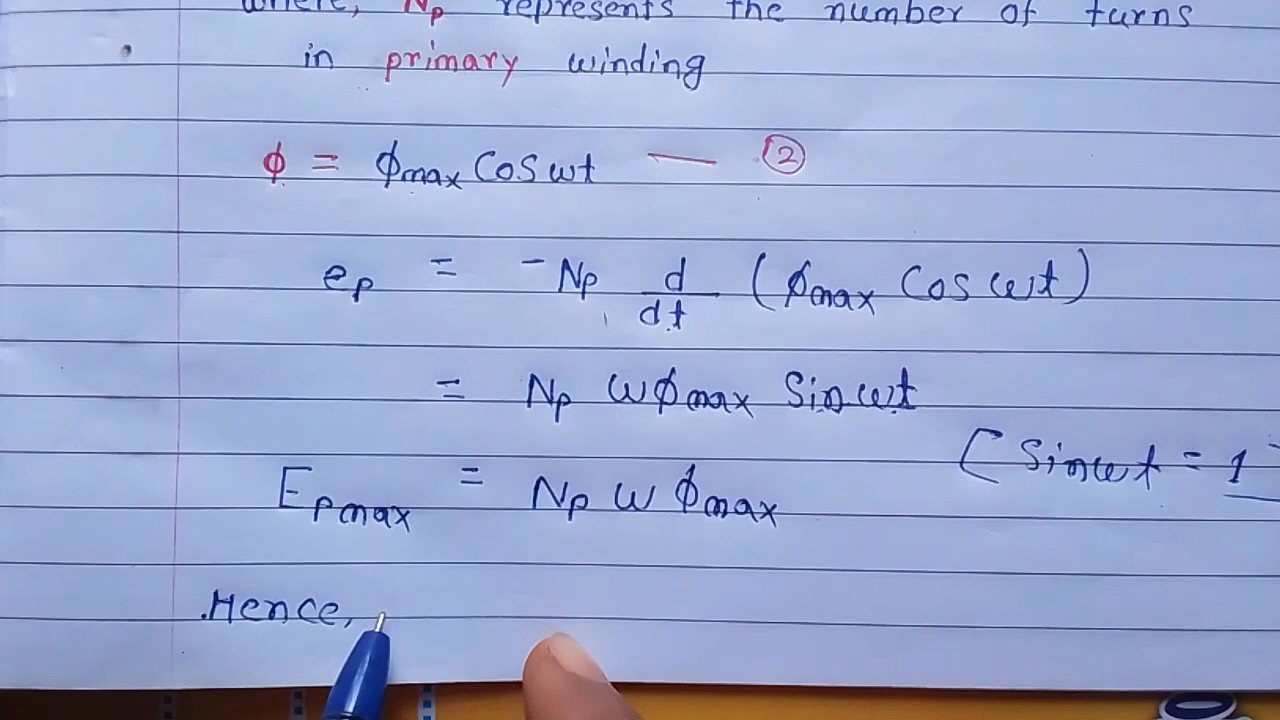 where, Np represents the number of turns
in primary winding
ϕ = ϕmax Cos ωt — ②
ep = -Np d/dt (ϕmax Cos ωt)
= Np ωϕmax Sin ωt
[Sin ωt = 1
Epmax = Np ω ϕmax
Hence,